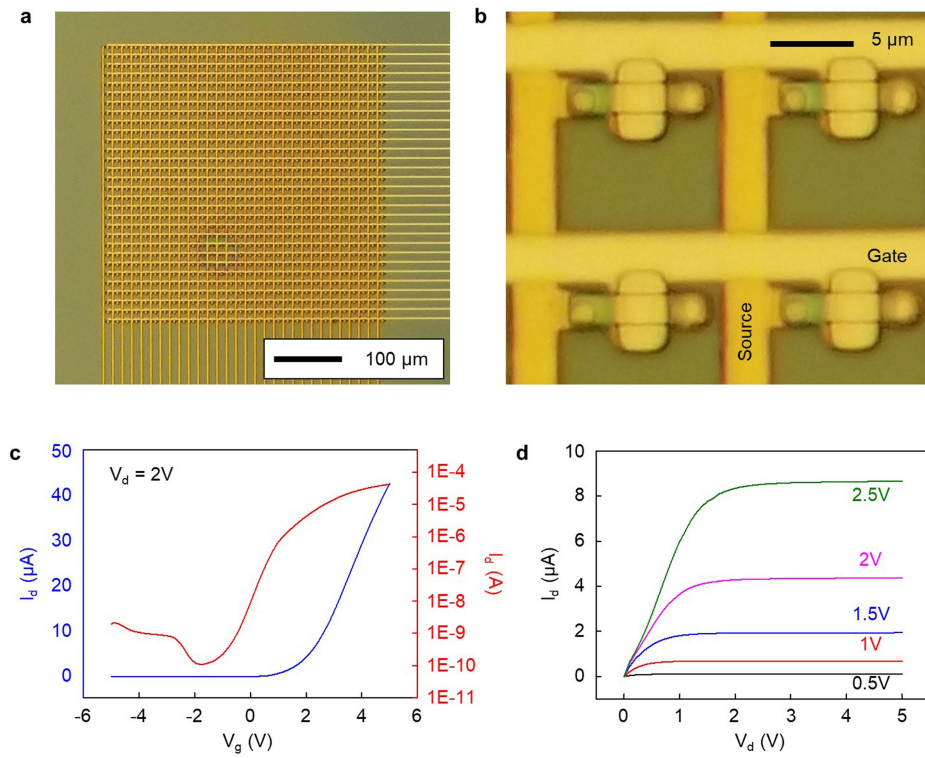 a
100 µm
b
5 µm
Gate
Source
c
V_d = 2V
I_d (µA)
50
40
30
20
10
0
1E-4
1E-5
1E-6
1E-7
1E-8
1E-9
1E-10
1E-11
I_d (A)
-6
-4
-2
0
2
4
6
V_g (V)
d
I_d (µA)
10
8
6
4
2
0
2.5V
2V
1.5V
1V
0.5V
0
1
2
3
4
5
V_d (V)